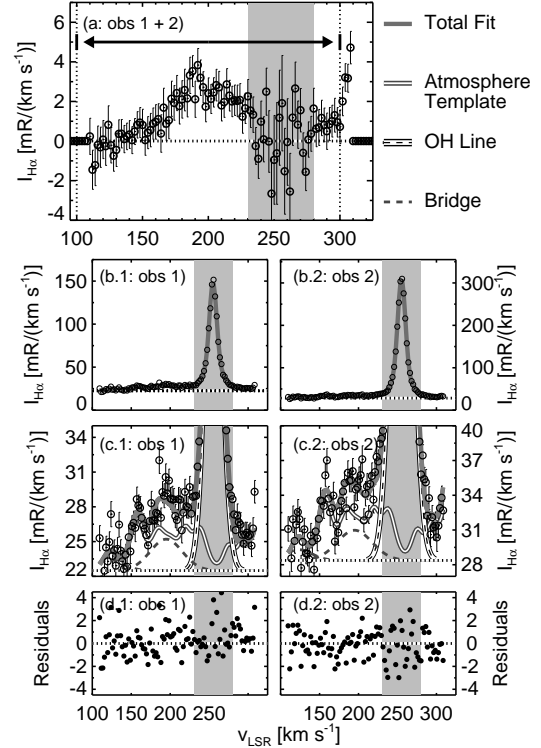 (a: obs 1 + 2)
6
4
2
0
-2
-4
I_Hα [mR/(km s⁻¹)]
100 150 200 250 300
Total Fit
Atmosphere
Template
OH Line
Bridge
(b.1: obs 1)
150
100
50
0
I_Hα [mR/(km s⁻¹)]
(b.2: obs 2)
300
200
100
0
I_Hα [mR/(km s⁻¹)]
(c.1: obs 1)
34
31
28
25
22
I_Hα [mR/(km s⁻¹)]
(c.2: obs 2)
40
37
34
31
28
I_Hα [mR/(km s⁻¹)]
(d.1: obs 1)
4
2
0
-2
-4
Residuals
100 150 200 250
(d.2: obs 2)
4
2
0
-2
-4
Residuals
100 150 200 250 300
v_LSR [km s⁻¹]